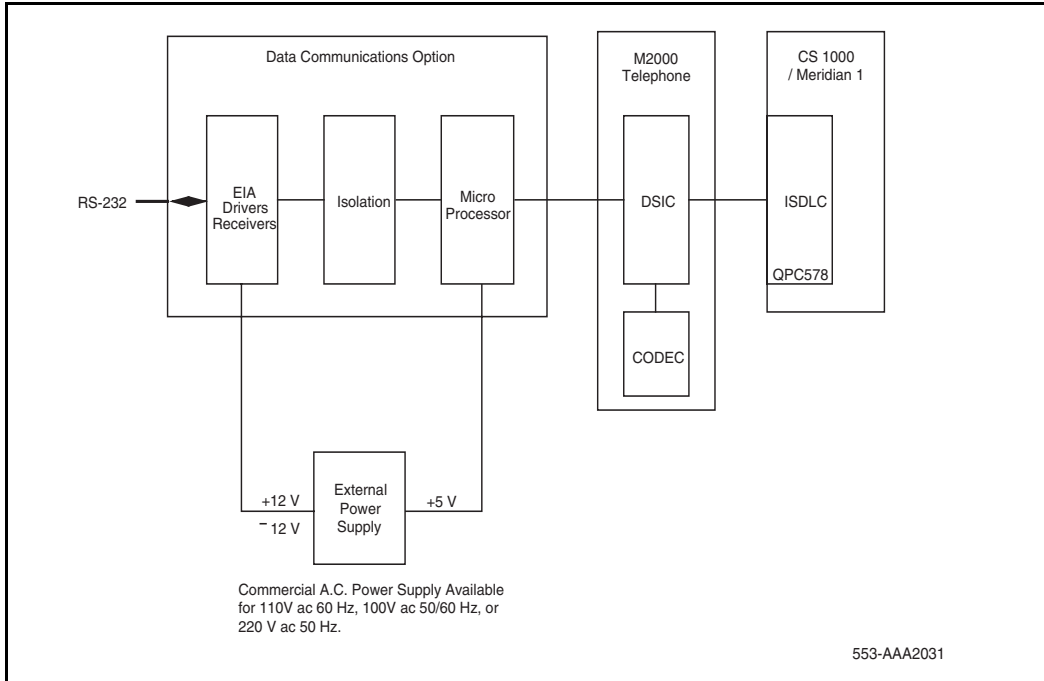 Data Communications Option
M2000
Telephone
CS 1000
/ Meridian 1
RS-232
EIA
Drivers
Receivers
Isolation
Micro
Processor
DSIC
ISDLC
QPC578
CODEC
+12 V
- 12 V
External
Power
Supply
+5 V
Commercial A.C. Power Supply Available
for 110V ac 60 Hz, 100V ac 50/60 Hz, or
220 V ac 50 Hz.
553-AAA2031